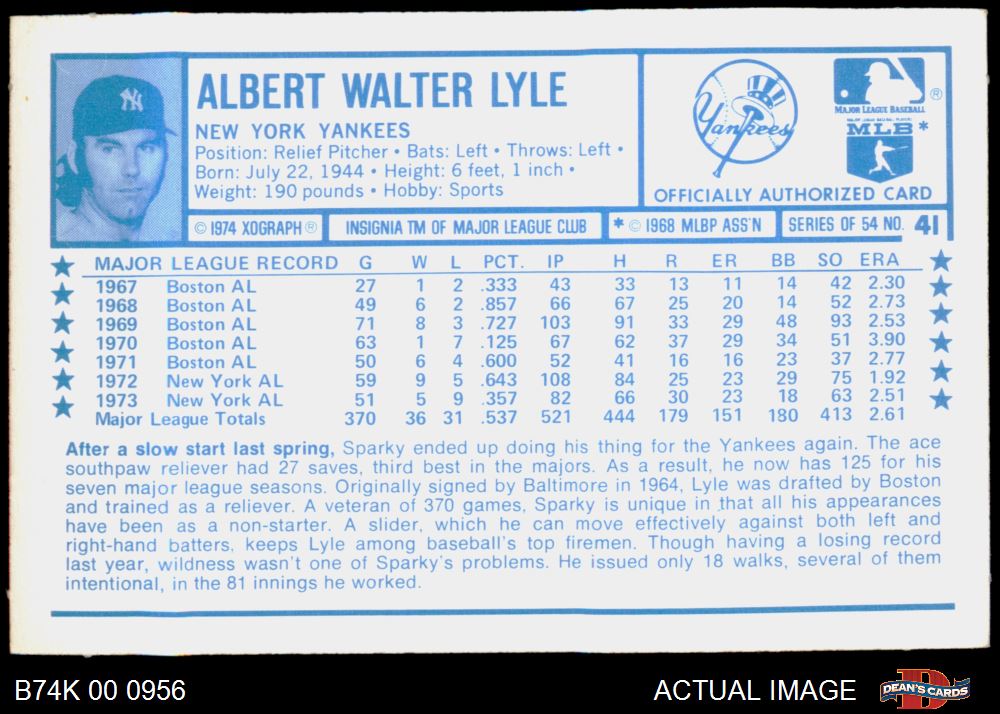 NY
ALBERT WALTER LYLE
NEW YORK YANKEES
Position: Relief Pitcher • Bats: Left • Throws: Left •
Born: July 22, 1944 • Height: 6 feet, 1 inch •
Weight: 190 pounds • Hobby: Sports
Yankees
®
MAJOR LEAGUE BASEBALL
MLB *
OFFICIALLY AUTHORIZED CARD
© 1974 XOGRAPH ®
INSIGNIA TM OF MAJOR LEAGUE CLUB
* © 1968 MLBP ASS'N
SERIES OF 54 NO. 41
MAJOR LEAGUE RECORD G W L PCT. IP H R ER BB SO ERA
1967 Boston AL 27 1 2 .333 43 33 13 11 14 42 2.30
1968 Boston AL 49 6 2 .857 66 67 25 20 14 52 2.73
1969 Boston AL 71 8 3 .727 103 91 33 29 48 93 2.53
1970 Boston AL 63 1 7 .125 67 62 37 29 34 51 3.90
1971 Boston AL 50 6 4 .600 52 41 16 16 23 37 2.77
1972 New York AL 59 9 5 .643 108 84 25 23 29 75 1.92
1973 New York AL 51 5 9 .357 82 66 30 23 18 63 2.51
Major League Totals 370 36 31 .537 521 444 179 151 180 413 2.61
After a slow start last spring, Sparky ended up doing his thing for the Yankees again. The ace
southpaw reliever had 27 saves, third best in the majors. As a result, he now has 125 for his
seven major league seasons. Originally signed by Baltimore in 1964, Lyle was drafted by Boston
and trained as a reliever. A veteran of 370 games, Sparky is unique in that all his appearances
have been as a non-starter. A slider, which he can move effectively against both left and
right-hand batters, keeps Lyle among baseball's top firemen. Though having a losing record
last year, wildness wasn't one of Sparky's problems. He issued only 18 walks, several of them
intentional, in the 81 innings he worked.
B74K 00 0956
ACTUAL IMAGE
DEAN'S CARDS